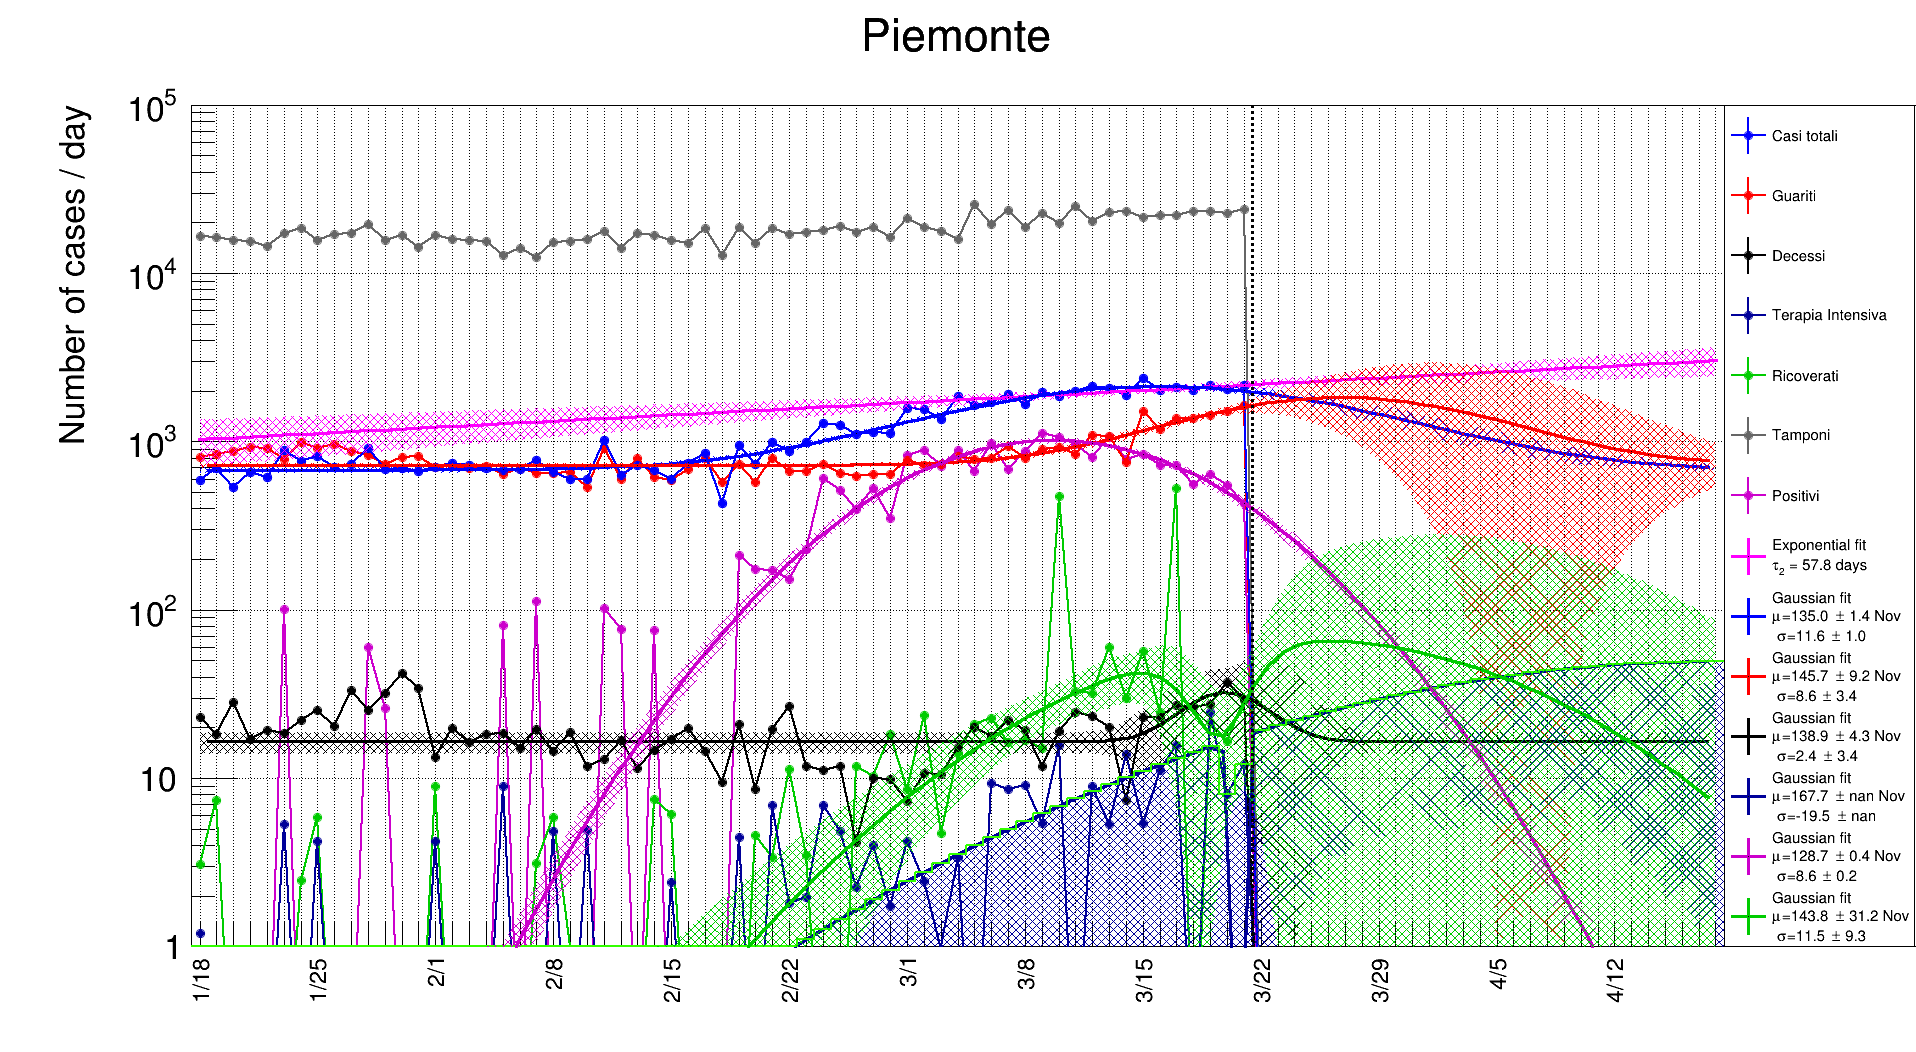 Piemonte
Number of cases / day
10^5
10^4
10^3
10^2
10
1
1/18
1/25
2/1
2/8
2/15
2/22
3/1
3/8
3/15
3/22
3/29
4/5
4/12
Casi totali
Guariti
Decessi
Terapia Intensiva
Ricoverati
Tamponi
Positivi
Exponential fit
τ₂ = 57.8 days
Gaussian fit
μ=135.0 ± 1.4 Nov
σ=11.6 ± 1.0
Gaussian fit
μ=145.7 ± 9.2 Nov
σ=8.6 ± 3.4
Gaussian fit
μ=138.9 ± 4.3 Nov
σ=2.4 ± 3.4
Gaussian fit
μ=167.7 ± nan Nov
σ=-19.5 ± nan
Gaussian fit
μ=128.7 ± 0.4 Nov
σ=8.6 ± 0.2
Gaussian fit
μ=143.8 ± 31.2 Nov
σ=11.5 ± 9.3